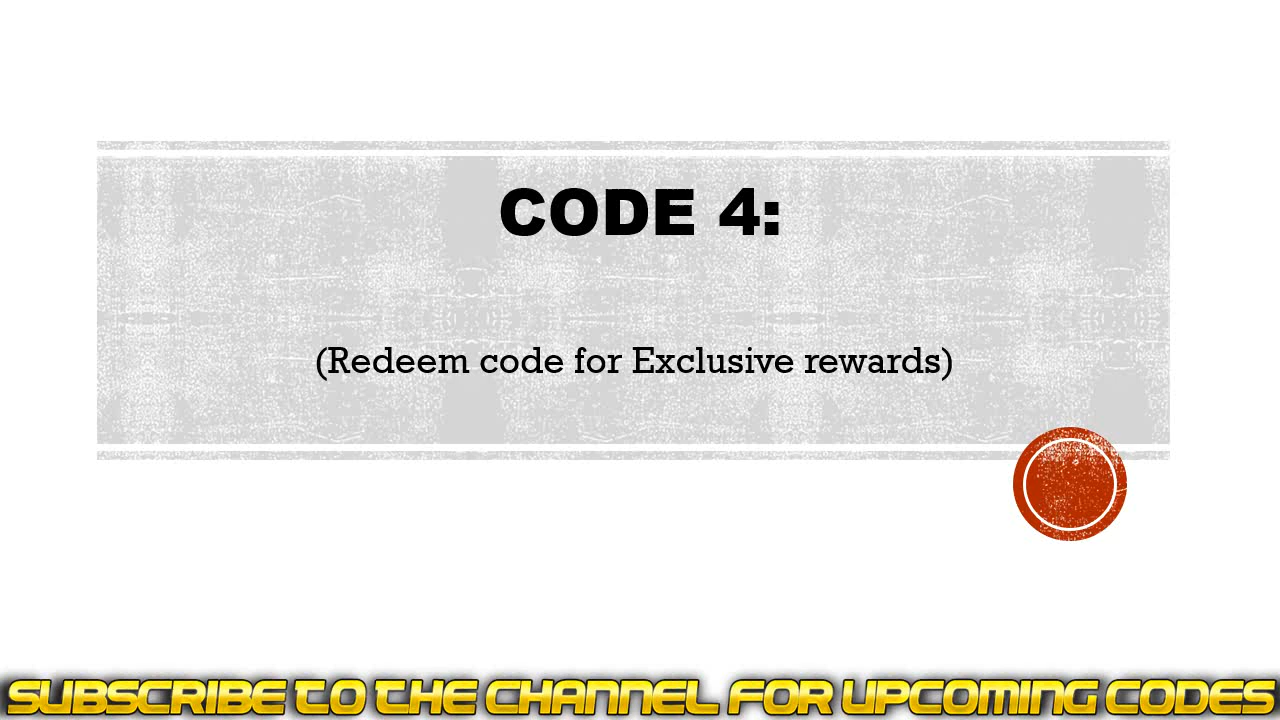 CODE 4:
(Redeem code for Exclusive rewards)
SUBSCRIBE TO THE CHANNEL FOR UPCOMING CODES